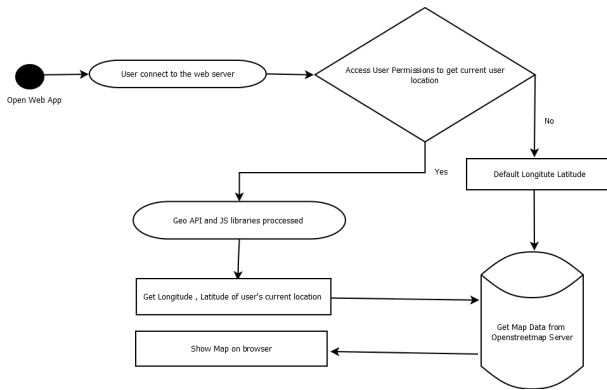 User connect to the web server
Access User Permissions to get current user
location
Open Web App
No
Yes
Default Longitute Latitude
Geo API and JS libraries proccessed
Get Longitude , Latitude of user's current location
Get Map Data from
Openstreetmap Server
Show Map on browser